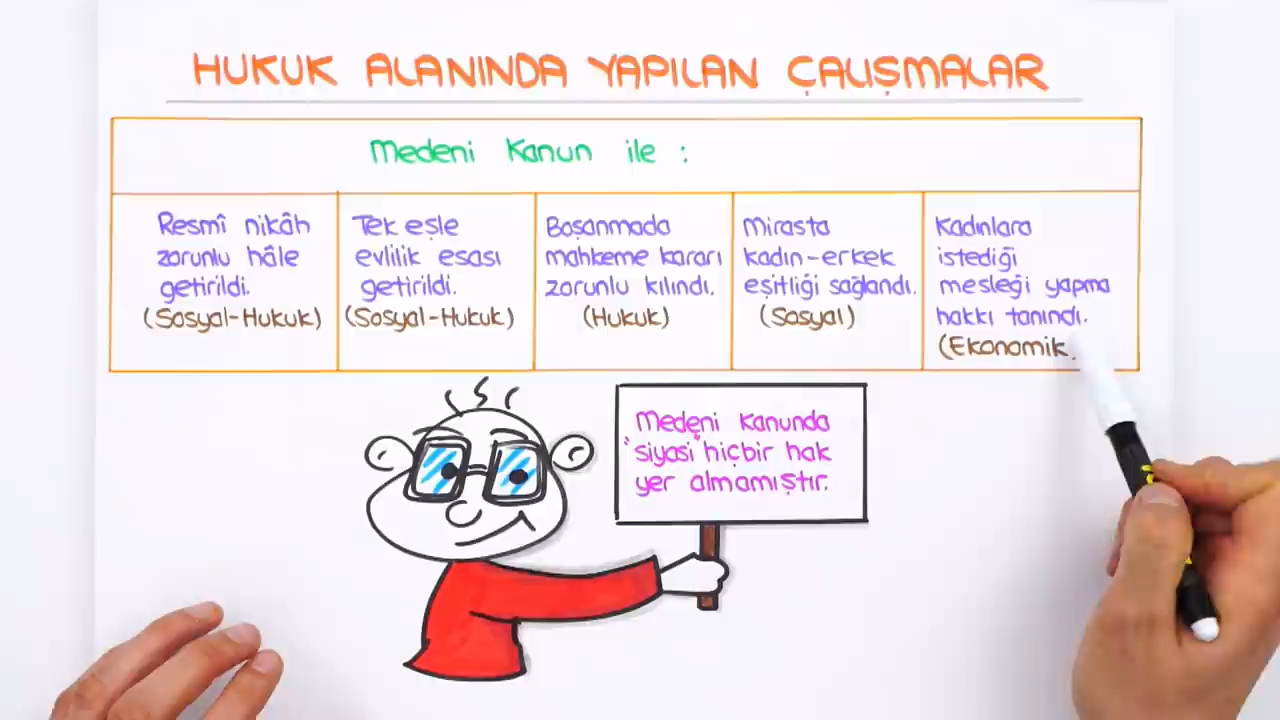 HUKUK ALANINDA YAPILAN ÇALIŞMALAR
Medeni Kanun ile :
Resmî nikâh
zorunlu hâle
getirildi.
(Sosyal-Hukuk)
Tek eşle
evlilik esası
getirildi.
(Sosyal-Hukuk)
Boşanmada
mahkeme kararı
zorunlu kılındı.
(Hukuk)
Mirasta
kadın-erkek
eşitliği sağlandı.
(Sosyal)
Kadınlara
istediği
mesleği yapma
hakkı tanındı.
(Ekonomik)
Medeni Kanunda
"siyasi" hiçbir hak
yer almamıştır.